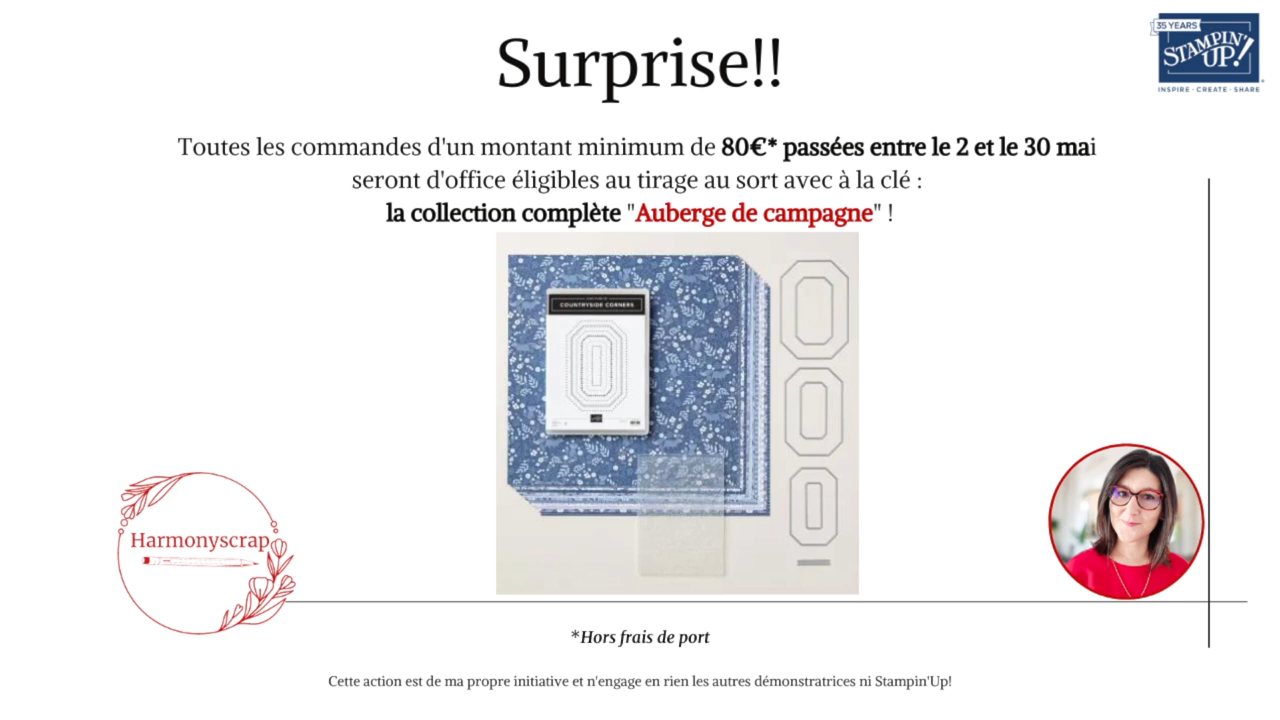 Surprise!!
35 YEARS
STAMPIN' UP!
INSPIRE · CREATE · SHARE
Toutes les commandes d'un montant minimum de 80€* passées entre le 2 et le 30 mai
seront d'office éligibles au tirage au sort avec à la clé :
la collection complète "Auberge de campagne" !
COUNTRYSIDE CORNERS
Harmonyscrap
*Hors frais de port
Cette action est de ma propre initiative et n'engage en rien les autres démonstratrices ni Stampin'Up!